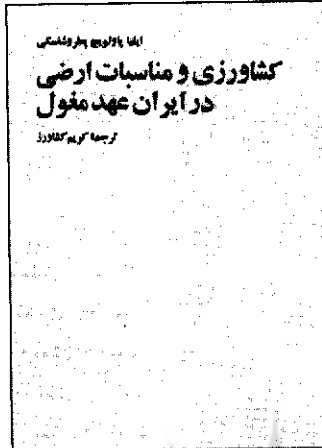 ایلیا پاولویچ پطروشفسکی
کشاورزی و مناسبات ارضی
در ایران عهد مغول
ترجمهٔ کریم کشاورز